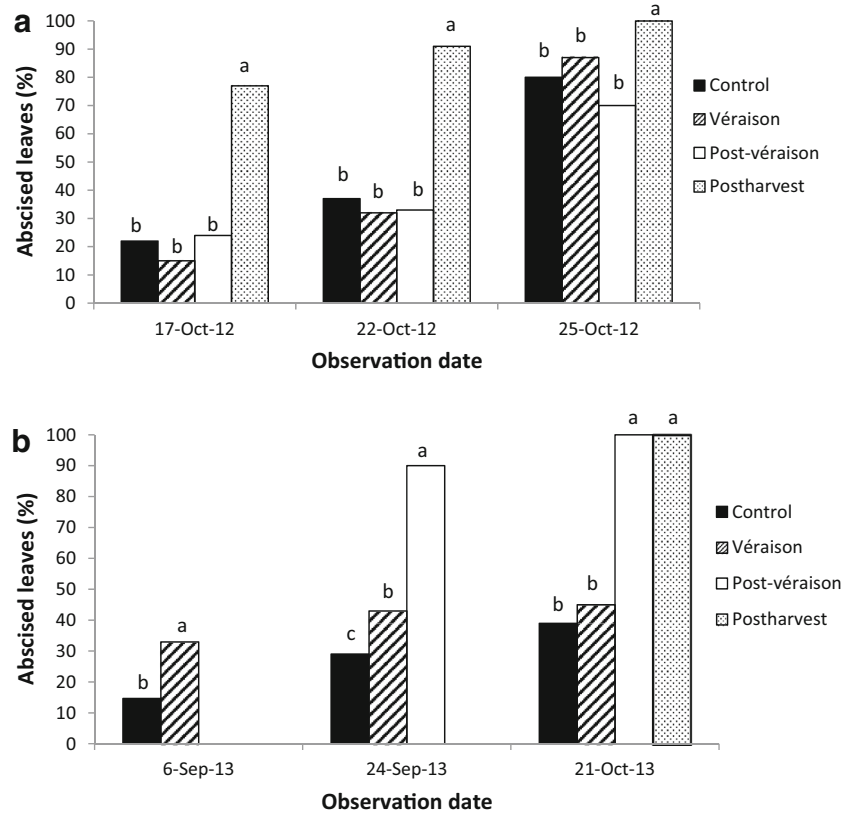 a
Abscised leaves (%)
100
90
80
70
60
50
40
30
20
10
0
b b b a
b b b a
b b b a
17-Oct-12 22-Oct-12 25-Oct-12
Observation date
Control
Véraison
Post-véraison
Postharvest
b
Abscised leaves (%)
100
90
80
70
60
50
40
30
20
10
0
b a
c b a
b b a a
6-Sep-13 24-Sep-13 21-Oct-13
Observation date
Control
Véraison
Post-véraison
Postharvest